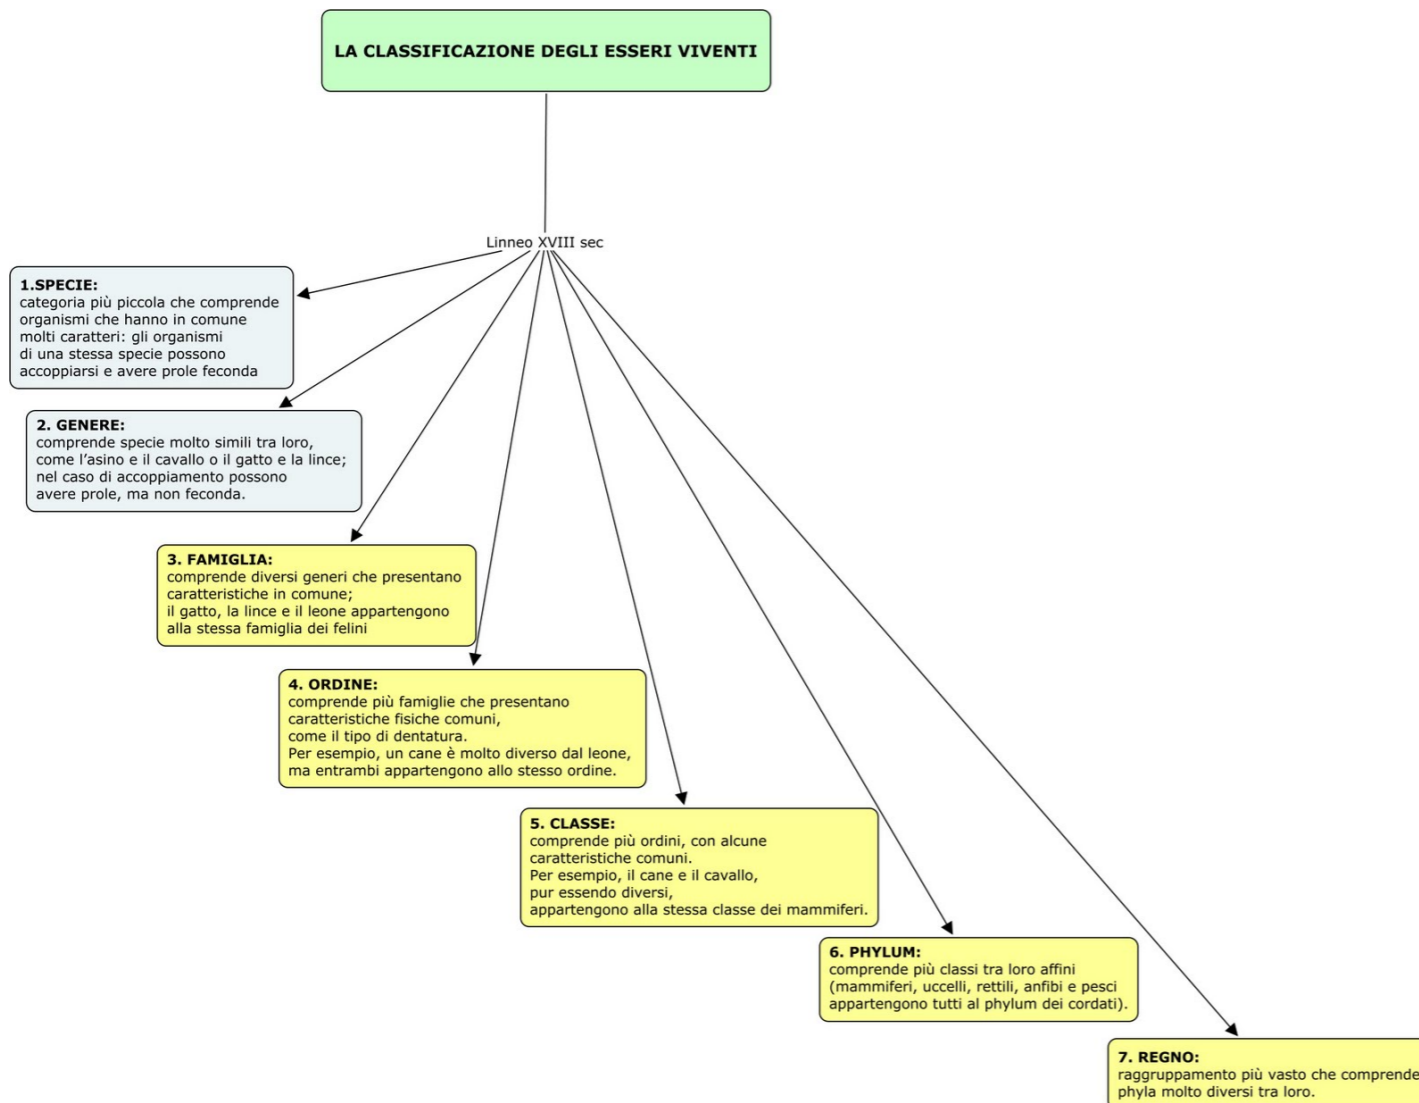 LA CLASSIFICAZIONE DEGLI ESSERI VIVENTI
Linneo XVIII sec
1.SPECIE:
categoria più piccola che comprende
organismi che hanno in comune
molti caratteri: gli organismi
di una stessa specie possono
accoppiarsi e avere prole feconda
2. GENERE:
comprende specie molto simili tra loro,
come l'asino e il cavallo o il gatto e la lince;
nel caso di accoppiamento possono
avere prole, ma non feconda.
3. FAMIGLIA:
comprende diversi generi che presentano
caratteristiche in comune;
il gatto, la lince e il leone appartengono
alla stessa famiglia dei felini
4. ORDINE:
comprende più famiglie che presentano
caratteristiche fisiche comuni,
come il tipo di dentatura.
Per esempio, un cane è molto diverso dal leone,
ma entrambi appartengono allo stesso ordine.
5. CLASSE:
comprende più ordini, con alcune
caratteristiche comuni.
Per esempio, il cane e il cavallo,
pur essendo diversi,
appartengono alla stessa classe dei mammiferi.
6. PHYLUM:
comprende più classi tra loro affini
(mammiferi, uccelli, rettili, anfibi e pesci
appartengono tutti al phylum dei cordati).
7. REGNO:
raggruppamento più vasto che comprende
phyla molto diversi tra loro.